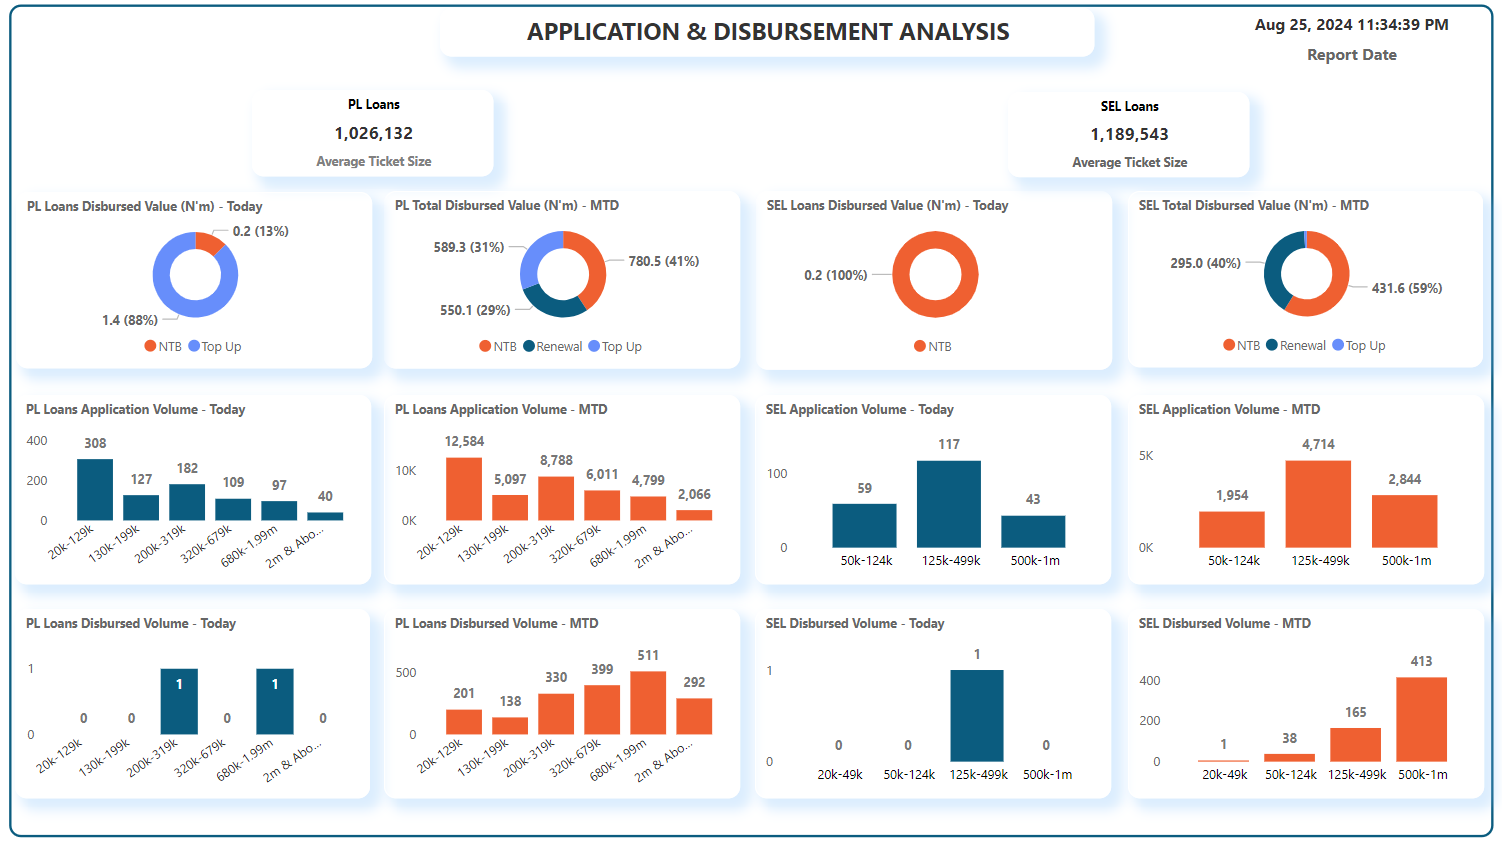 APPLICATION & DISBURSEMENT ANALYSIS
Aug 25, 2024 11:34:39 PM
Report Date
PL Loans
1,026,132
Average Ticket Size
SEL Loans
1,189,543
Average Ticket Size
PL Loans Disbursed Value (N'm) - Today
0.2 (13%)
1.4 (88%)
NTB Top Up
PL Total Disbursed Value (N'm) - MTD
589.3 (31%)
780.5 (41%)
550.1 (29%)
NTB Renewal Top Up
SEL Loans Disbursed Value (N'm) - Today
0.2 (100%)
NTB
SEL Total Disbursed Value (N'm) - MTD
295.0 (40%)
431.6 (59%)
NTB Renewal Top Up
PL Loans Application Volume - Today
400
200
0
308
127
182
109
97
40
20k-129k
130k-199k
200k-319k
320k-679k
680k-1.99m
2m & Abo...
PL Loans Application Volume - MTD
10K
0K
12,584
5,097
8,788
6,011
4,799
2,066
20k-129k
130k-199k
200k-319k
320k-679k
680k-1.99m
2m & Abo...
SEL Application Volume - Today
100
0
59
117
43
50k-124k
125k-499k
500k-1m
SEL Application Volume - MTD
5K
0K
1,954
4,714
2,844
50k-124k
125k-499k
500k-1m
PL Loans Disbursed Volume - Today
1
0
0
0
1
0
1
0
20k-129k
130k-199k
200k-319k
320k-679k
680k-1.99m
2m & Abo...
PL Loans Disbursed Volume - MTD
500
0
201
138
330
399
511
292
20k-129k
130k-199k
200k-319k
320k-679k
680k-1.99m
2m & Abo...
SEL Disbursed Volume - Today
1
0
0
0
1
0
20k-49k
50k-124k
125k-499k
500k-1m
SEL Disbursed Volume - MTD
400
200
0
1
38
165
413
20k-49k
50k-124k
125k-499k
500k-1m